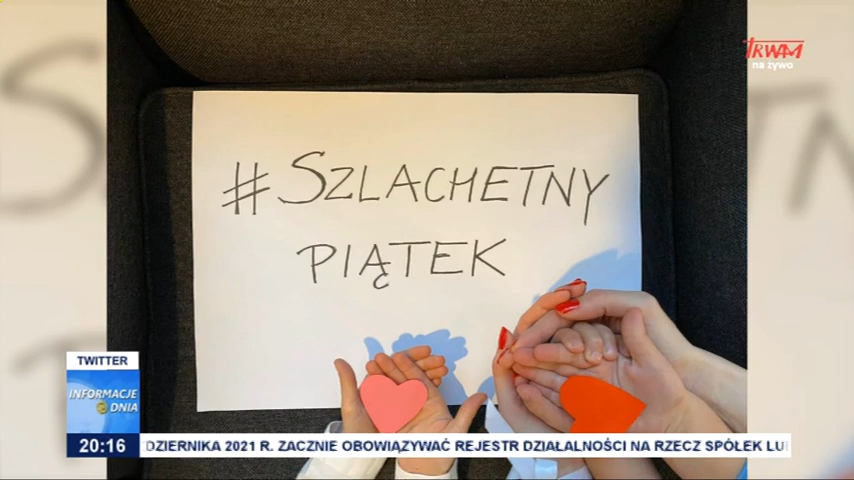 TRWAM
na żywo
#SZLACHETNY
PIĄTEK
TWITTER
INFORMACJE
DNIA
20:16
DZIERNIKA 2021 R. ZACZNIE OBOWIĄZYWAĆ REJESTR DZIAŁALNOŚCI NA RZECZ SPÓŁEK LU